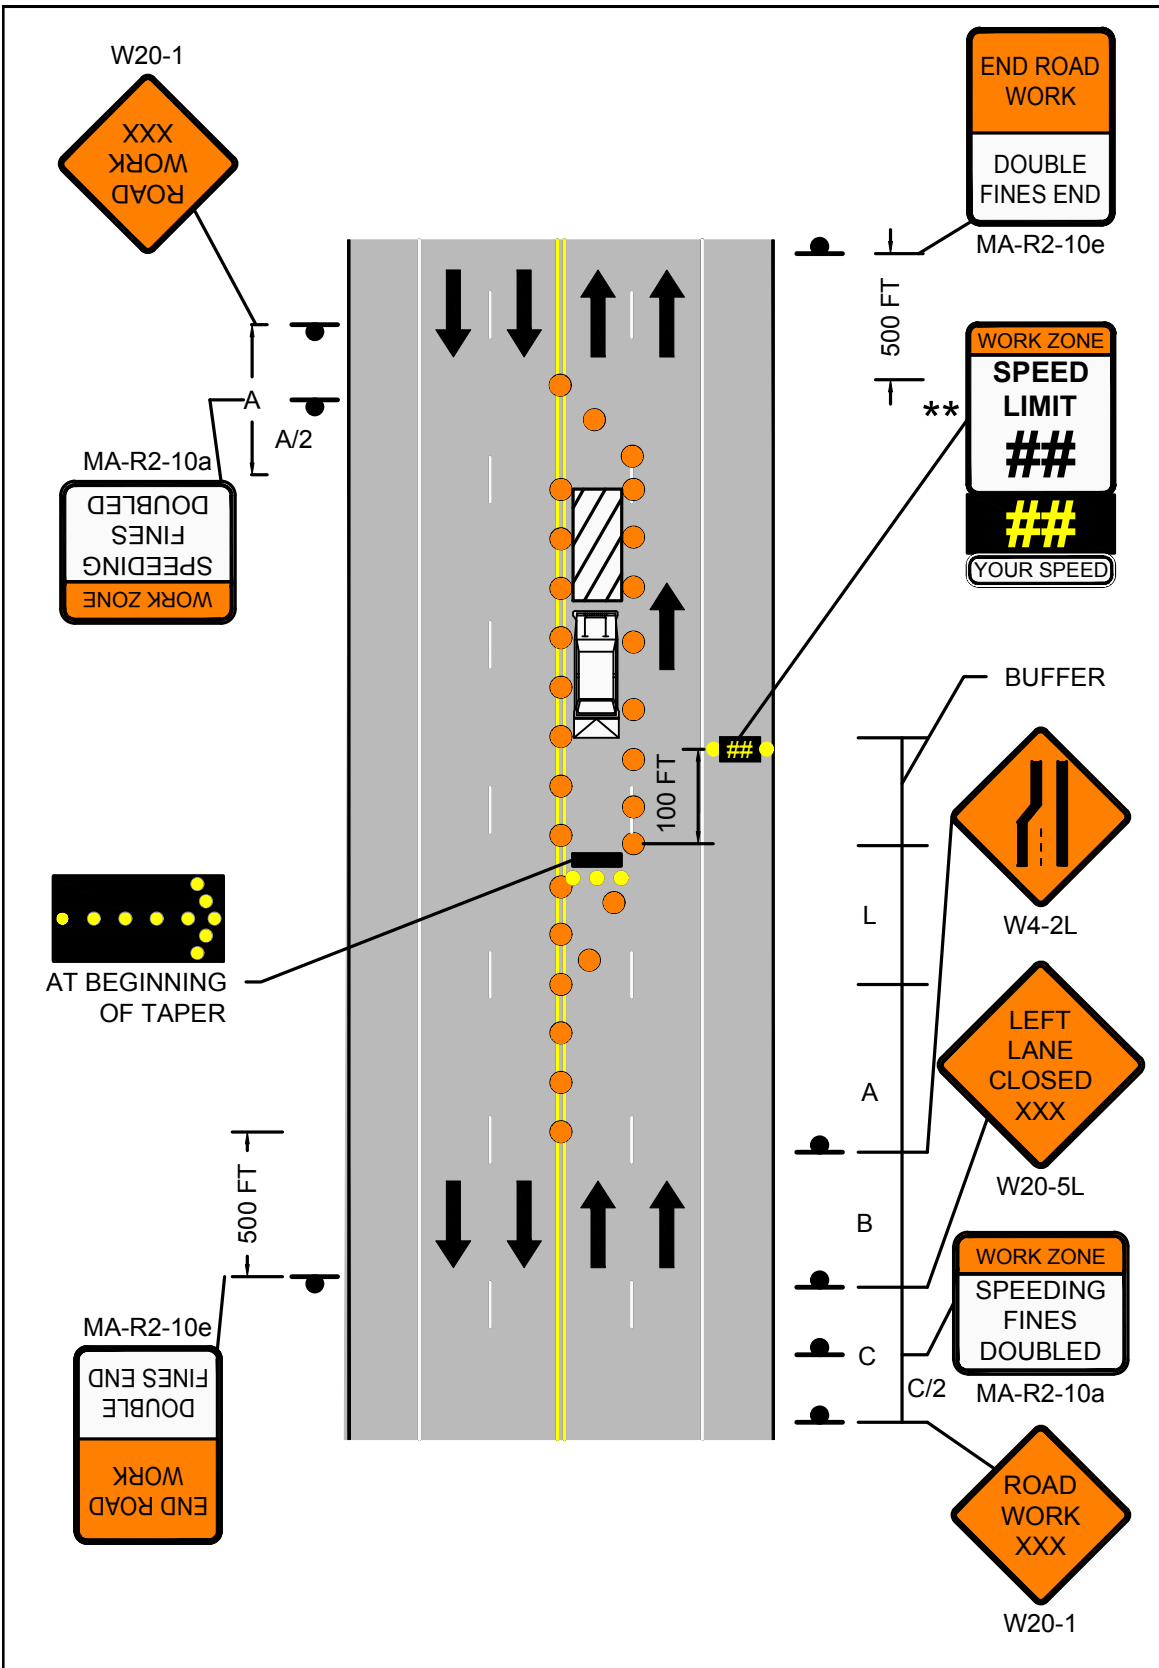 W20-1
ROAD
WORK
XXX
A
A/2
MA-R2-10a
WORK ZONE
SPEEDING
FINES
DOUBLED
END ROAD
WORK
DOUBLE
FINES END
MA-R2-10e
500 FT
WORK ZONE
SPEED
LIMIT
##
##
YOUR SPEED
**
##
100 FT
BUFFER
L
A
B
C
C/2
W4-2L
LEFT
LANE
CLOSED
XXX
W20-5L
WORK ZONE
SPEEDING
FINES
DOUBLED
MA-R2-10a
ROAD
WORK
XXX
W20-1
AT BEGINNING
OF TAPER
500 FT
MA-R2-10e
END ROAD
WORK
DOUBLE
FINES END